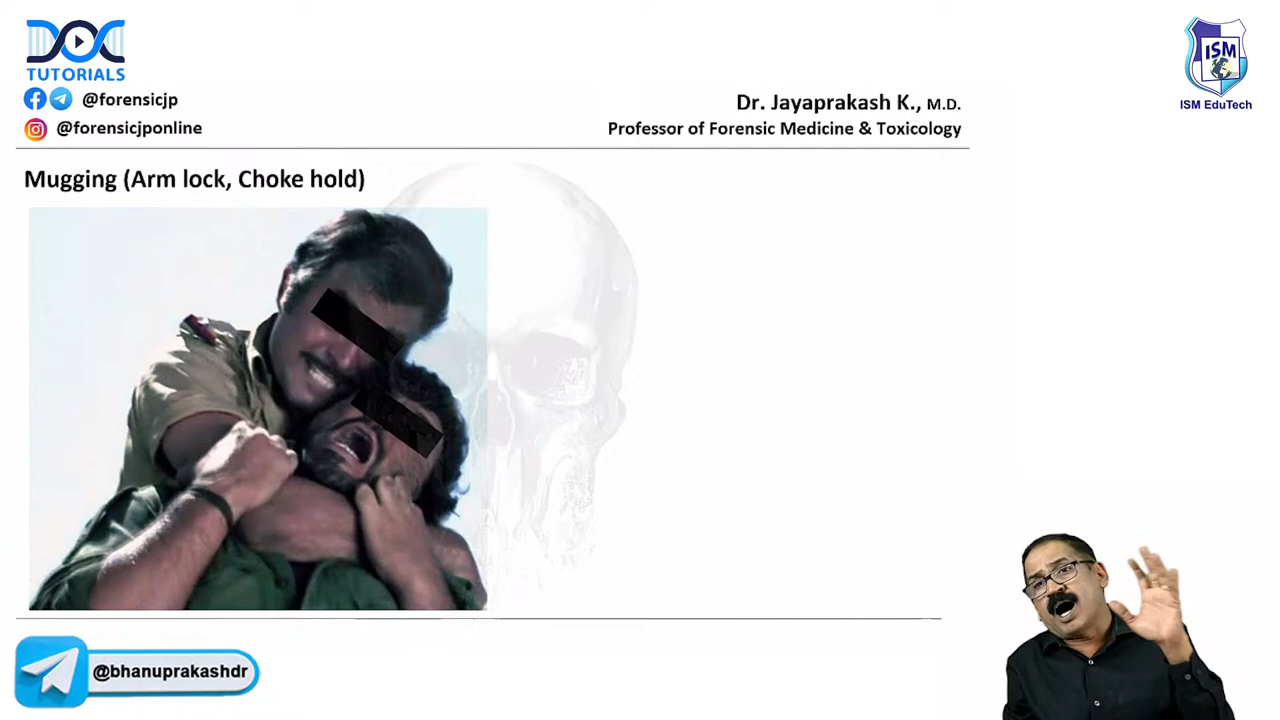 TUTORIALS
@forensicjp
@forensicjponline
Dr. Jayaprakash K., M.D.
Professor of Forensic Medicine & Toxicology
ISM
ISM EduTech
Mugging (Arm lock, Choke hold)
@bhanuprakashdr